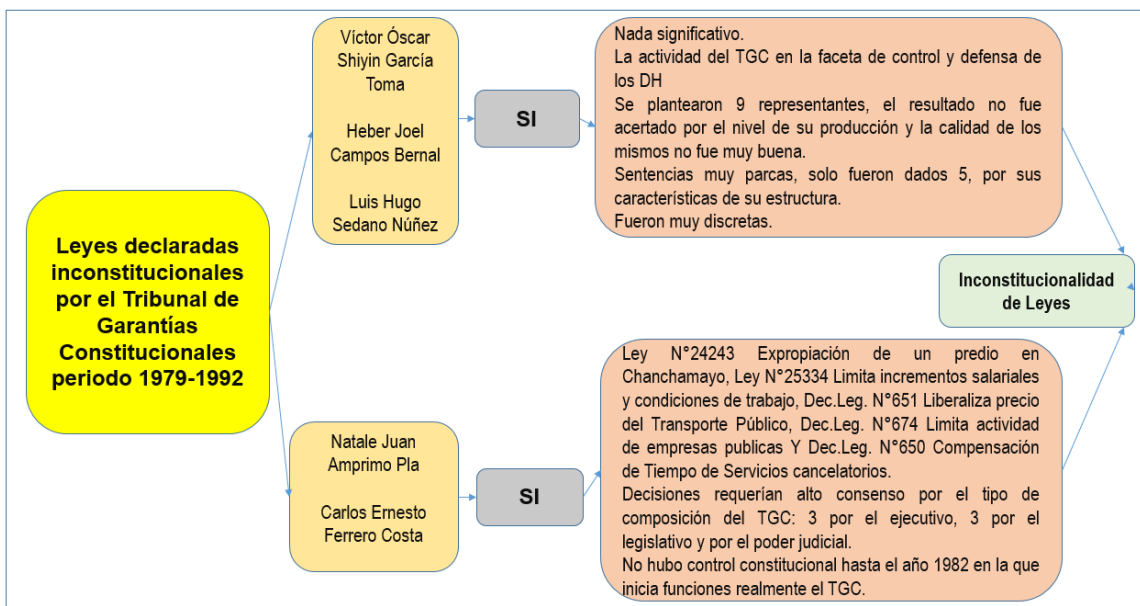 Leyes declaradas
inconstitucionales
por el Tribunal de
Garantías
Constitucionales
periodo 1979-1992
Víctor Óscar
Shiyin García
Toma
Heber Joel
Campos Bernal
Luis Hugo
Sedano Núñez
SI
Nada significativo.
La actividad del TGC en la faceta de control y defensa de
los DH
Se plantearon 9 representantes, el resultado no fue
acertado por el nivel de su producción y la calidad de los
mismos no fue muy buena.
Sentencias muy parcas, solo fueron dados 5, por sus
características de su estructura.
Fueron muy discretas.
Natale Juan
Amprimo Pla
Carlos Ernesto
Ferrero Costa
SI
Ley N°24243 Expropiación de un predio en
Chanchamayo, Ley N°25334 Limita incrementos salariales
y condiciones de trabajo, Dec.Leg. N°651 Liberaliza precio
del Transporte Público, Dec.Leg. N°674 Limita actividad
de empresas publicas Y Dec.Leg. N°650 Compensación
de Tiempo de Servicios cancelatorios.
Decisiones requerían alto consenso por el tipo de
composición del TGC: 3 por el ejecutivo, 3 por el
legislativo y por el poder judicial.
No hubo control constitucional hasta el año 1982 en la que
inicia funciones realmente el TGC.
Inconstitucionalidad
de Leyes